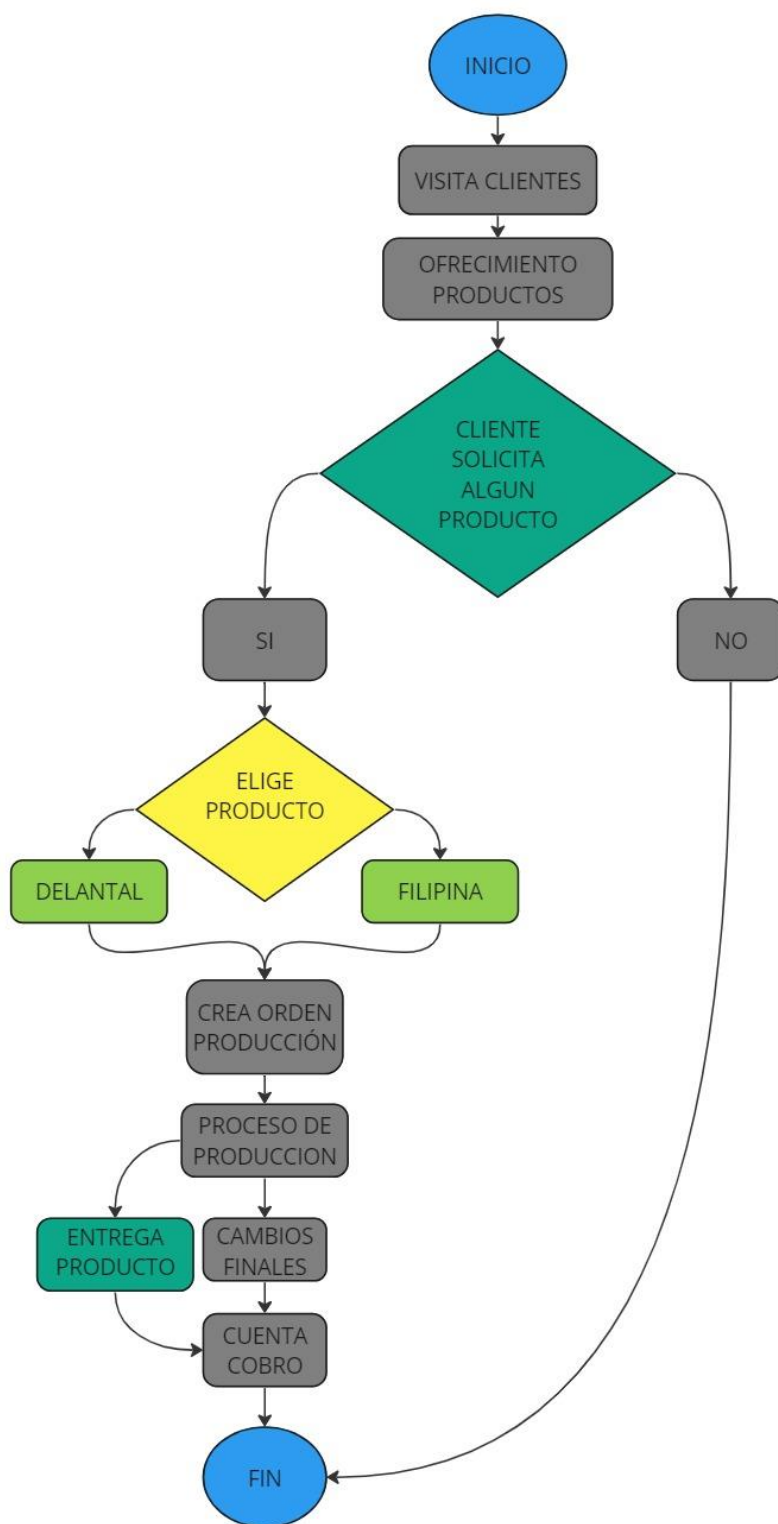 INICIO
VISITA CLIENTES
OFRECIMIENTO
PRODUCTOS
CLIENTE
SOLICITA
ALGUN
PRODUCTO
SI
NO
ELIGE
PRODUCTO
DELANTAL
FILIPINA
CREA ORDEN
PRODUCCIÓN
PROCESO DE
PRODUCCION
ENTREGA
PRODUCTO
CAMBIOS
FINALES
CUENTA
COBRO
FIN